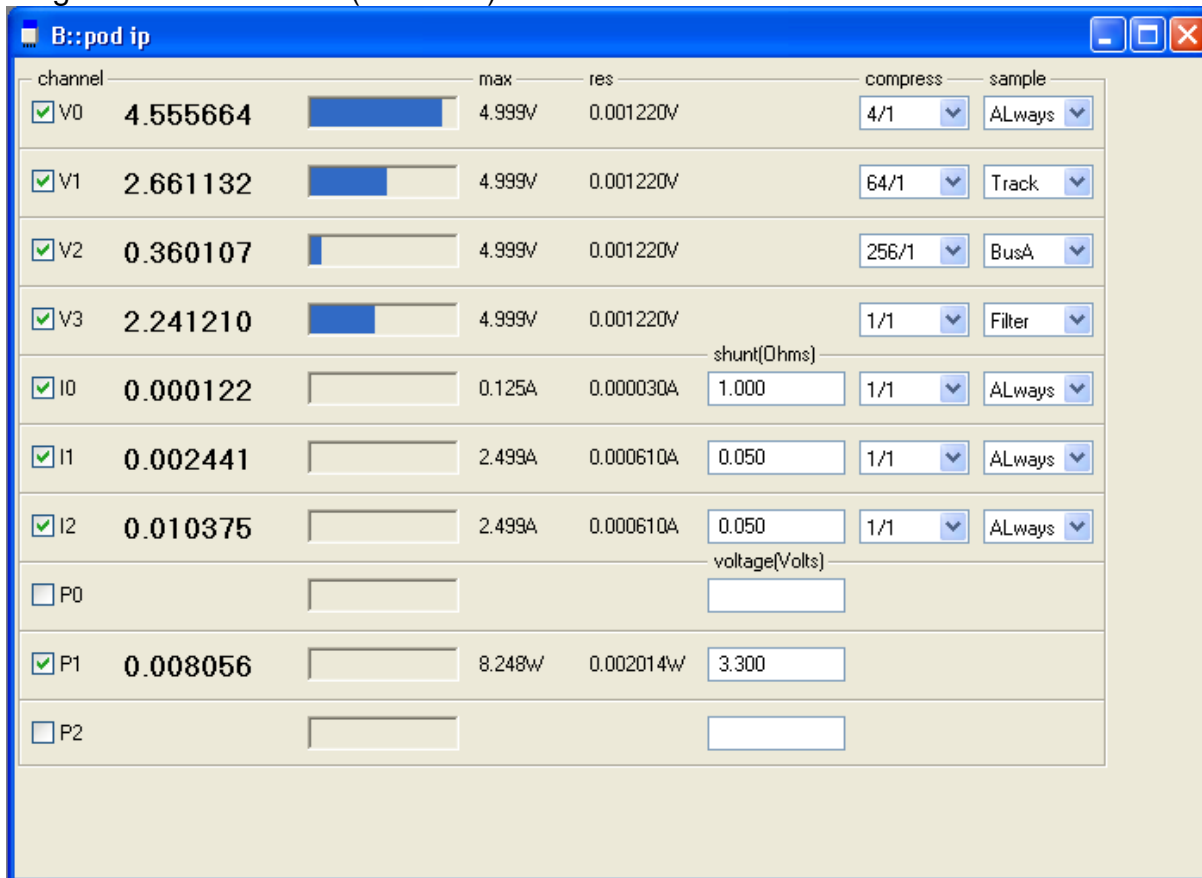 B::pod ip
channel max res compress sample
V0 4.555664 4.999V 0.001220V 4/1 ALways
V1 2.661132 4.999V 0.001220V 64/1 Track
V2 0.360107 4.999V 0.001220V 256/1 BusA
V3 2.241210 4.999V 0.001220V 1/1 Filter
shunt(Ohms)
I0 0.000122 0.125A 0.000030A 1.000 1/1 ALways
I1 0.002441 2.499A 0.000610A 0.050 1/1 ALways
I2 0.010375 2.499A 0.000610A 0.050 1/1 ALways
voltage(Volts)
P0
P1 0.008056 8.248W 0.002014W 3.300
P2